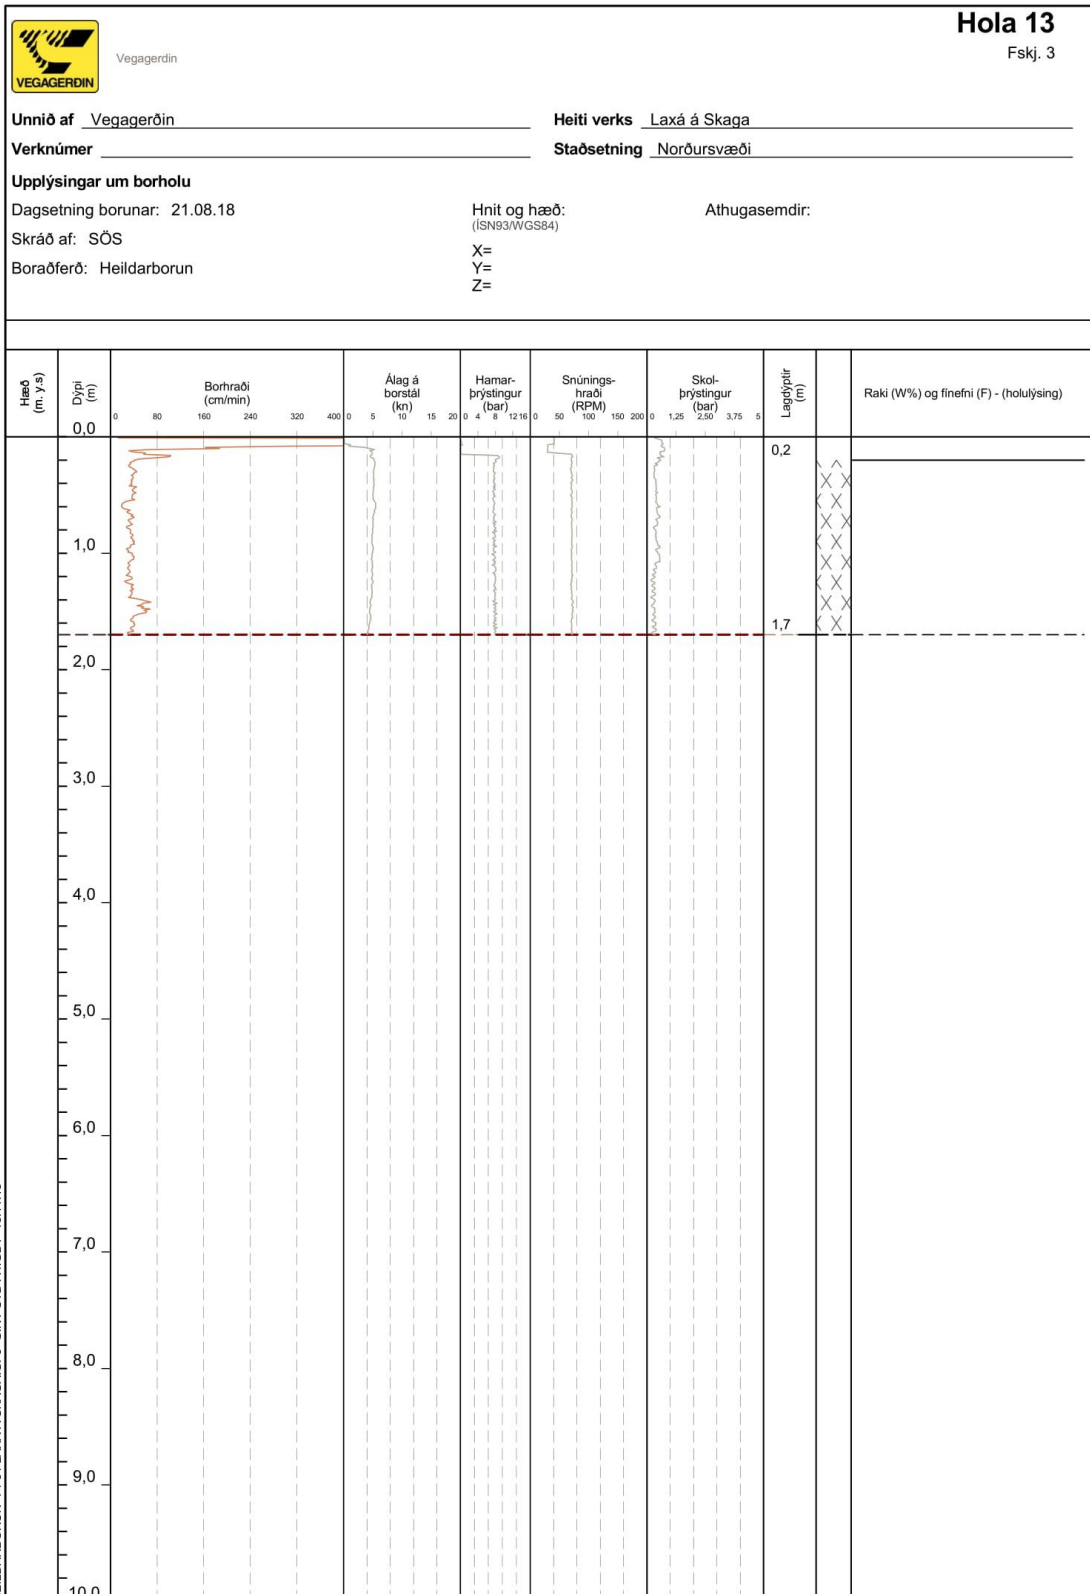 Hola 13
Fskj. 3
VEGAGERÐIN
Vegagerdin
Unnið af Vegagerðin
Heiti verks Laxá á Skaga
Verknúmer
Staðsetning Norðursvæði
Upplýsingar um borholu
Dagsetning borunar: 21.08.18
Hnit og hæð:
Athugasemdir:
(ÍSN93/WGS84)
Skráð af: SÖS
X=
Boraðferð: Heildarborun
Y=
Z=
Hæð
(m. y.s)
Dýpi
(m)
Borhraði
(cm/min)
0 80 160 240 320 400
Álag á
borstál
(kn)
0 5 10 15 20
Hamar-
þrýstingur
(bar)
0 4 8 12 16
Snúnings-
hraði
(RPM)
0 50 100 150 200
Skol-
þrýstingur
(bar)
0 1,25 2,50 3,75 5
Lagdýptir
(m)
Raki (W%) og fínefni (F) - (holulýsing)
0,0
0,2
1,0
1,7
2,0
3,0
4,0
5,0
6,0
7,0
8,0
9,0
10,0